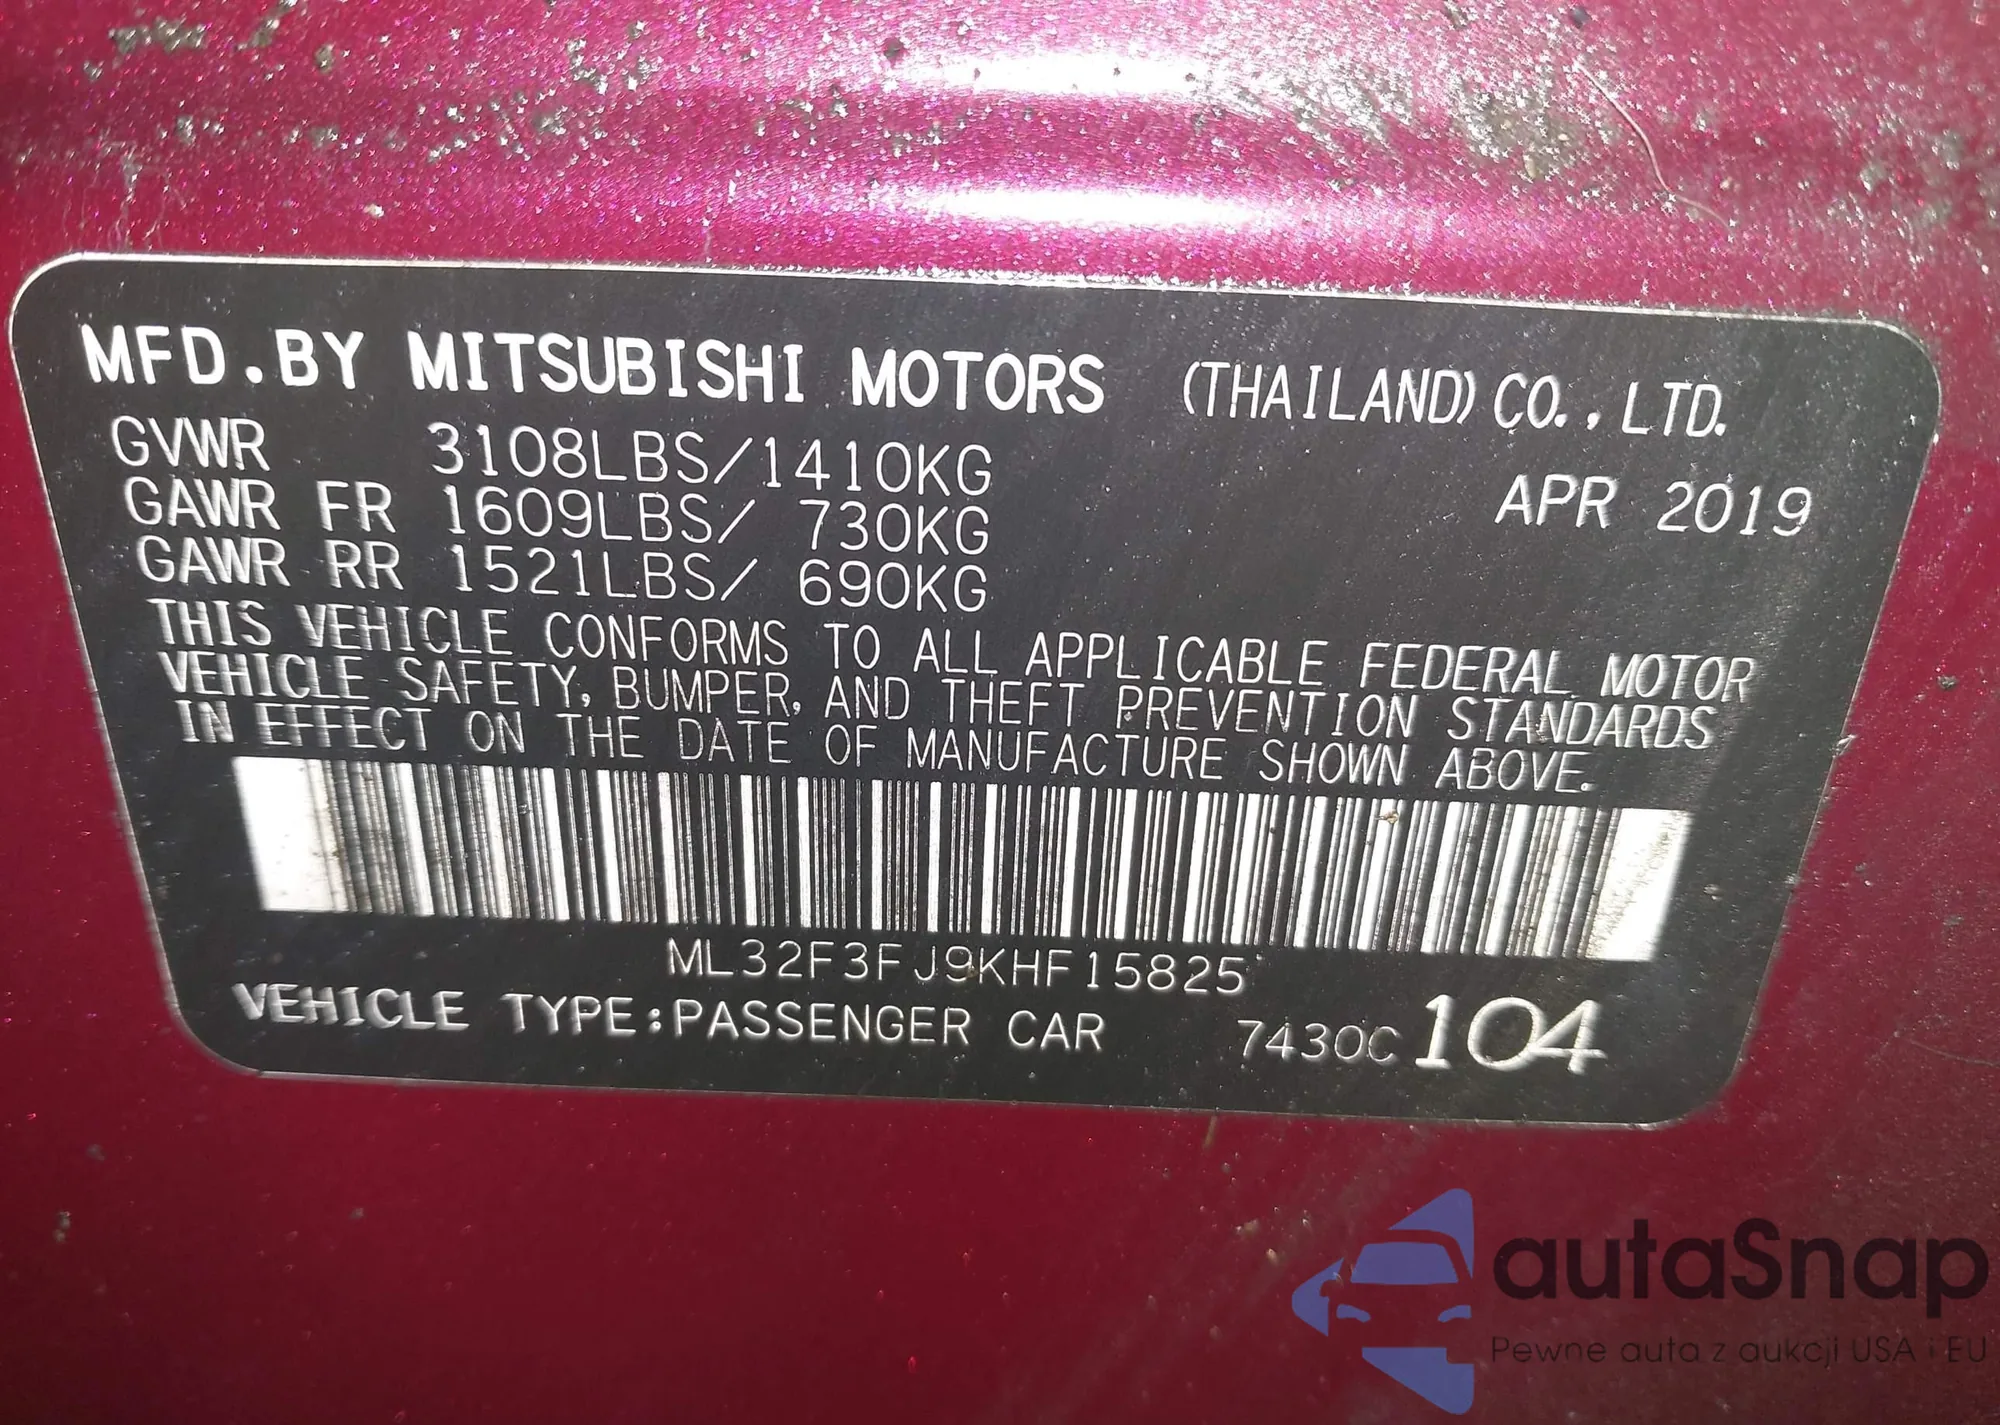 MFD.BY MITSUBISHI MOTORS (THAILAND) CO., LTD.
GVWR 3108LBS/1410KG
APR 2019
GAWR FR 1609LBS/ 730KG
GAWR RR 1521LBS/ 690KG
THIS VEHICLE CONFORMS TO ALL APPLICABLE FEDERAL MOTOR
VEHICLE SAFETY, BUMPER, AND THEFT PREVENTION STANDARDS
IN EFFECT ON THE DATE OF MANUFACTURE SHOWN ABOVE.
ML32F3FJ9KHF15825
VEHICLE TYPE:PASSENGER CAR 7430C 104
autaSnap
Pewne auta z aukcji USA i EU